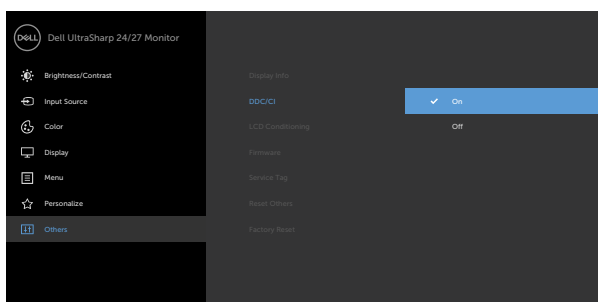 DELL
Dell UltraSharp 24/27 Monitor
Brightness/Contrast
Input Source
Color
Display
Menu
Personalize
Others
Display Info
DDC/CI
LCD Conditioning
Firmware
Service Tag
Reset Others
Factory Reset
On
Off